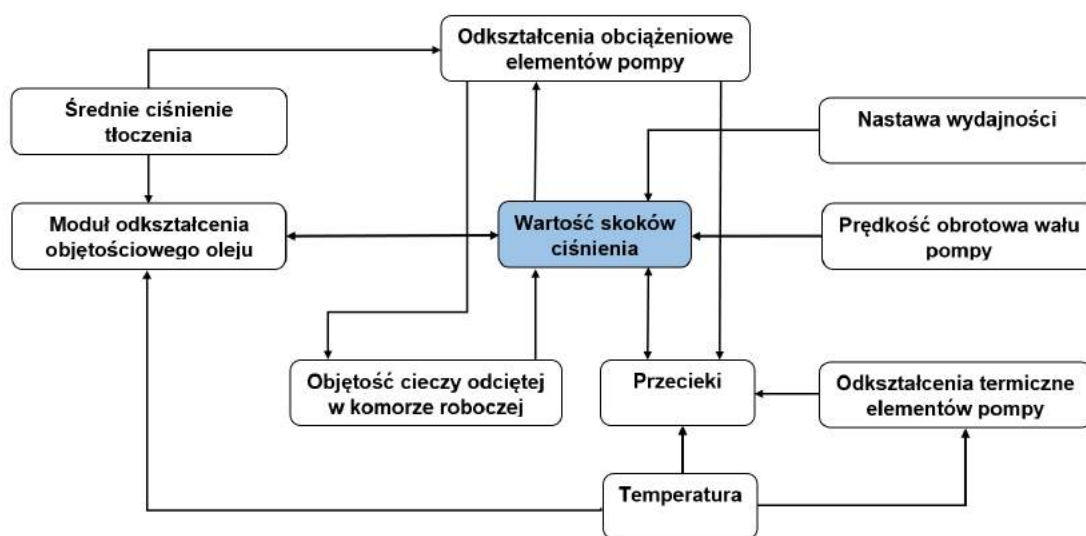 Odkształcenia obciążeniowe
elementów pompy
Średnie ciśnienie
tłoczenia
Nastawa wydajności
Moduł odkształcenia
objętościowego oleju
Wartość skoków
ciśnienia
Prędkość obrotowa wału
pompy
Objętość cieczy odciętej
w komorze roboczej
Przecieki
Odkształcenia termiczne
elementów pompy
Temperatura